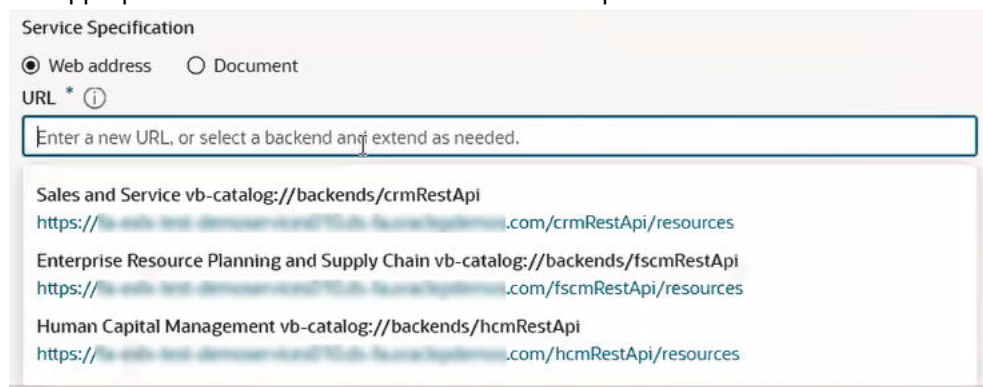 Service Specification
Web address Document
URL *
Enter a new URL, or select a backend and extend as needed.
Sales and Service vb-catalog://backends/crmRestApi
https:// .com/crmRestApi/resources
Enterprise Resource Planning and Supply Chain vb-catalog://backends/fscmRestApi
https:// .com/fscmRestApi/resources
Human Capital Management vb-catalog://backends/hcmRestApi
https:// .com/hcmRestApi/resources